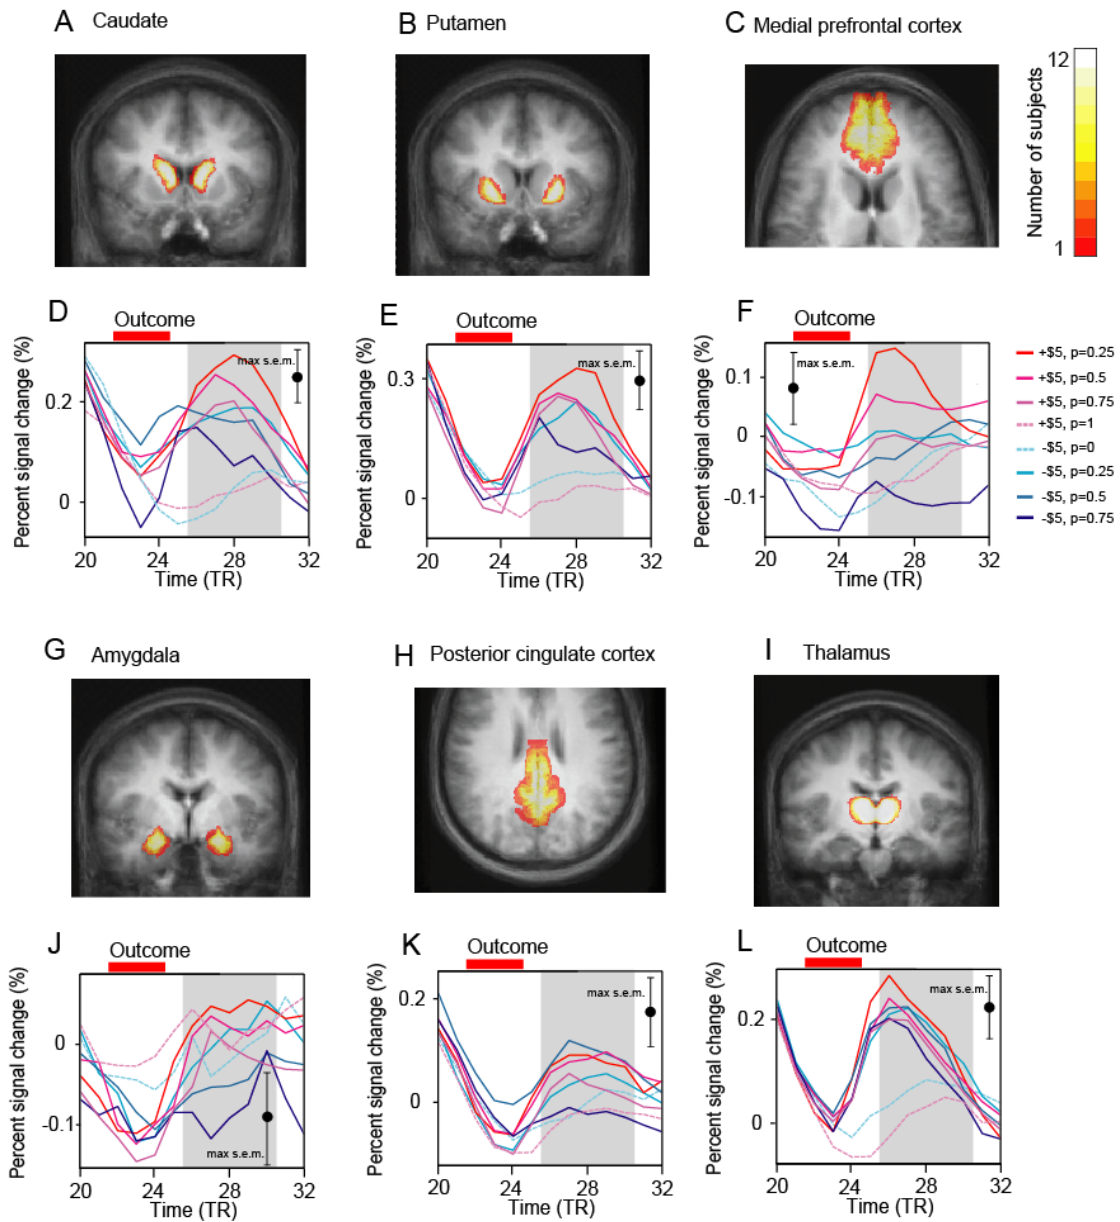 A Caudate
B Putamen
C Medial prefrontal cortex
12
Number of subjects
1
D
Outcome
max s.e.m.
Percent signal change (%)
0.2
0
20 24 28 32
Time (TR)
E
Outcome
max s.e.m.
Percent signal change (%)
0.3
0
20 24 28 32
Time (TR)
F
Outcome
max s.e.m.
Percent signal change (%)
0.1
0
-0.1
20 24 28 32
Time (TR)
+$5, p=0.25
+$5, p=0.5
+$5, p=0.75
+$5, p=1
-$5, p=0
-$5, p=0.25
-$5, p=0.5
-$5, p=0.75
G Amygdala
H Posterior cingulate cortex
I Thalamus
J
Outcome
max s.e.m.
Percent signal change (%)
0
-0.1
20 24 28 32
Time (TR)
K
Outcome
max s.e.m.
Percent signal change (%)
0.2
0
20 24 28 32
Time (TR)
L
Outcome
max s.e.m.
Percent signal change (%)
0.2
0
20 24 28 32
Time (TR)